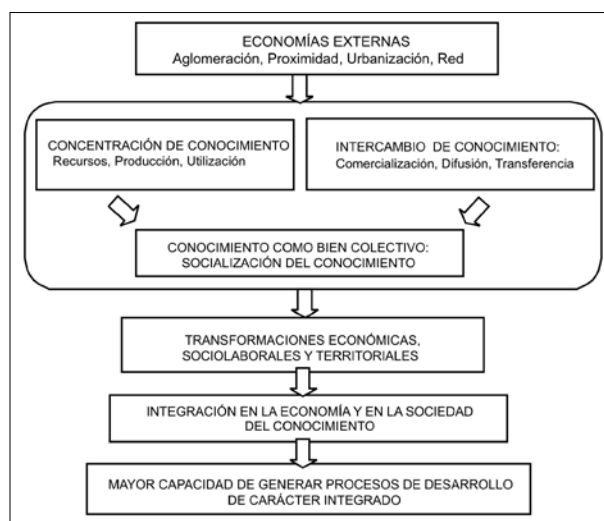 ECONOMÍAS EXTERNAS
Aglomeración, Proximidad, Urbanización, Red
CONCENTRACIÓN DE CONOCIMIENTO
Recursos, Producción, Utilización
INTERCAMBIO DE CONOCIMIENTO:
Comercialización, Difusión, Transferencia
CONOCIMIENTO COMO BIEN COLECTIVO:
SOCIALIZACIÓN DEL CONOCIMIENTO
TRANSFORMACIONES ECONÓMICAS,
SOCIOLABORALES Y TERRITORIALES
INTEGRACIÓN EN LA ECONOMÍA Y EN LA SOCIEDAD
DEL CONOCIMIENTO
MAYOR CAPACIDAD DE GENERAR PROCESOS DE DESARROLLO
DE CARÁCTER INTEGRADO